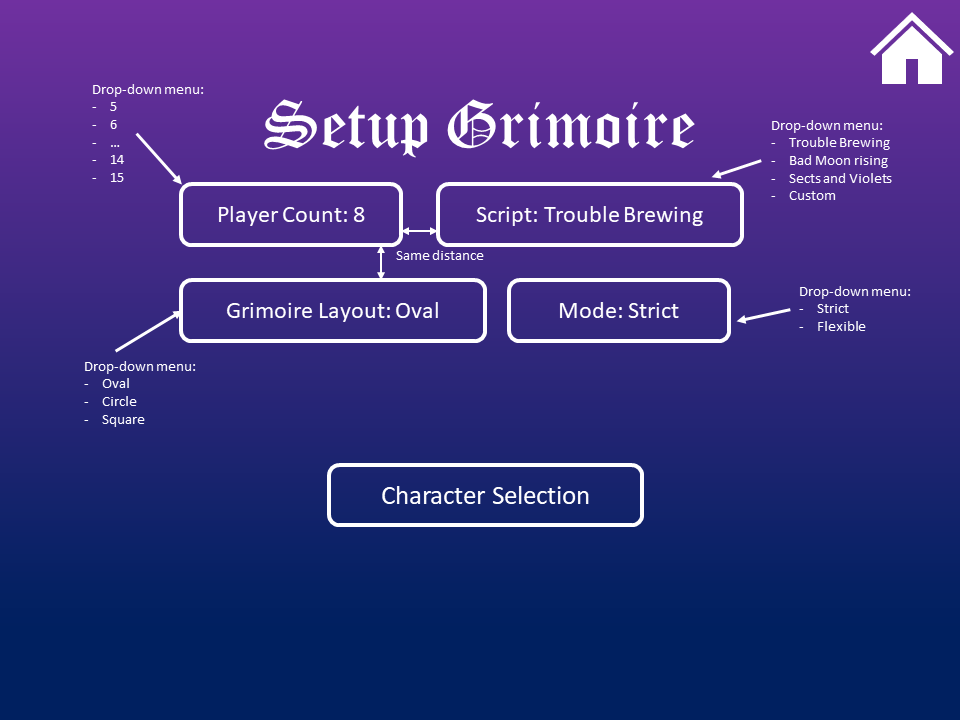 Setup Grimoire
Drop-down menu:
- 5
- 6
- ...
- 14
- 15
Drop-down menu:
- Trouble Brewing
- Bad Moon rising
- Sects and Violets
- Custom
Player Count: 8
Script: Trouble Brewing
Same distance
Grimoire Layout: Oval
Mode: Strict
Drop-down menu:
- Strict
- Flexible
Drop-down menu:
- Oval
- Circle
- Square
Character Selection